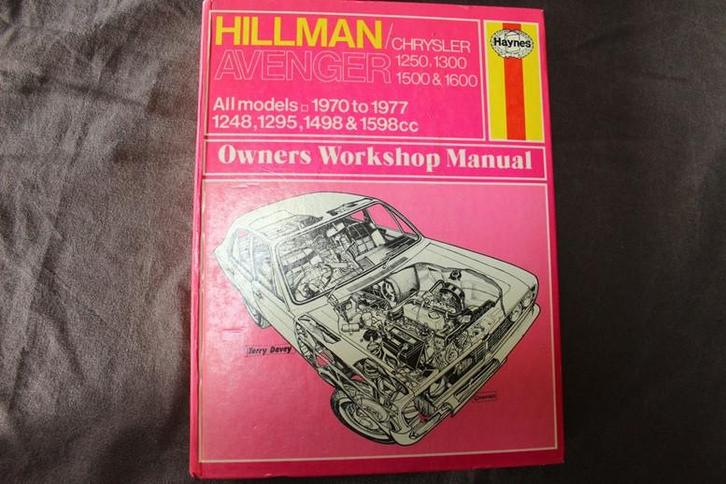 HILLMAN/CHRYSLER
AVENGER 1250, 1300
1500 & 1600
Haynes
All models □ 1970 to 1977
1248, 1295, 1498 & 1598cc
Owners Workshop Manual
Terry Davey